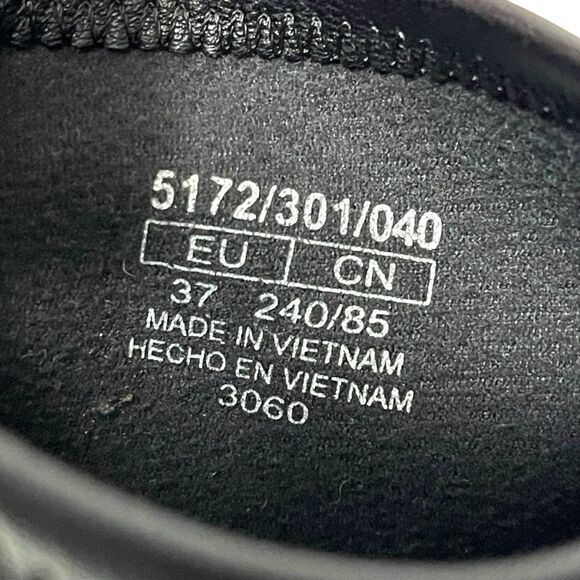 5172/301/040
EU CN
37 240/85
MADE IN VIETNAM
HECHO EN VIETNAM
3060